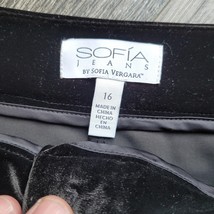 SOFÍA
JEANS
BY SOFIA VERGARA
16
MADE IN
CHINA
HECHO
EN CHINA